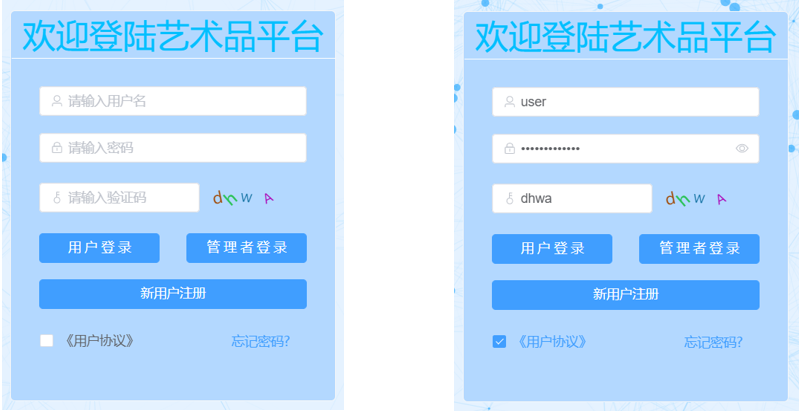 欢迎登陆艺术品平台
请输入用户名
请输入密码
请输入验证码
dnwA
用户登录
管理者登录
新用户注册
《用户协议》
忘记密码?
欢迎登陆艺术品平台
user
•••••••••••••
dhwa
dnwA
用户登录
管理者登录
新用户注册
《用户协议》
忘记密码?